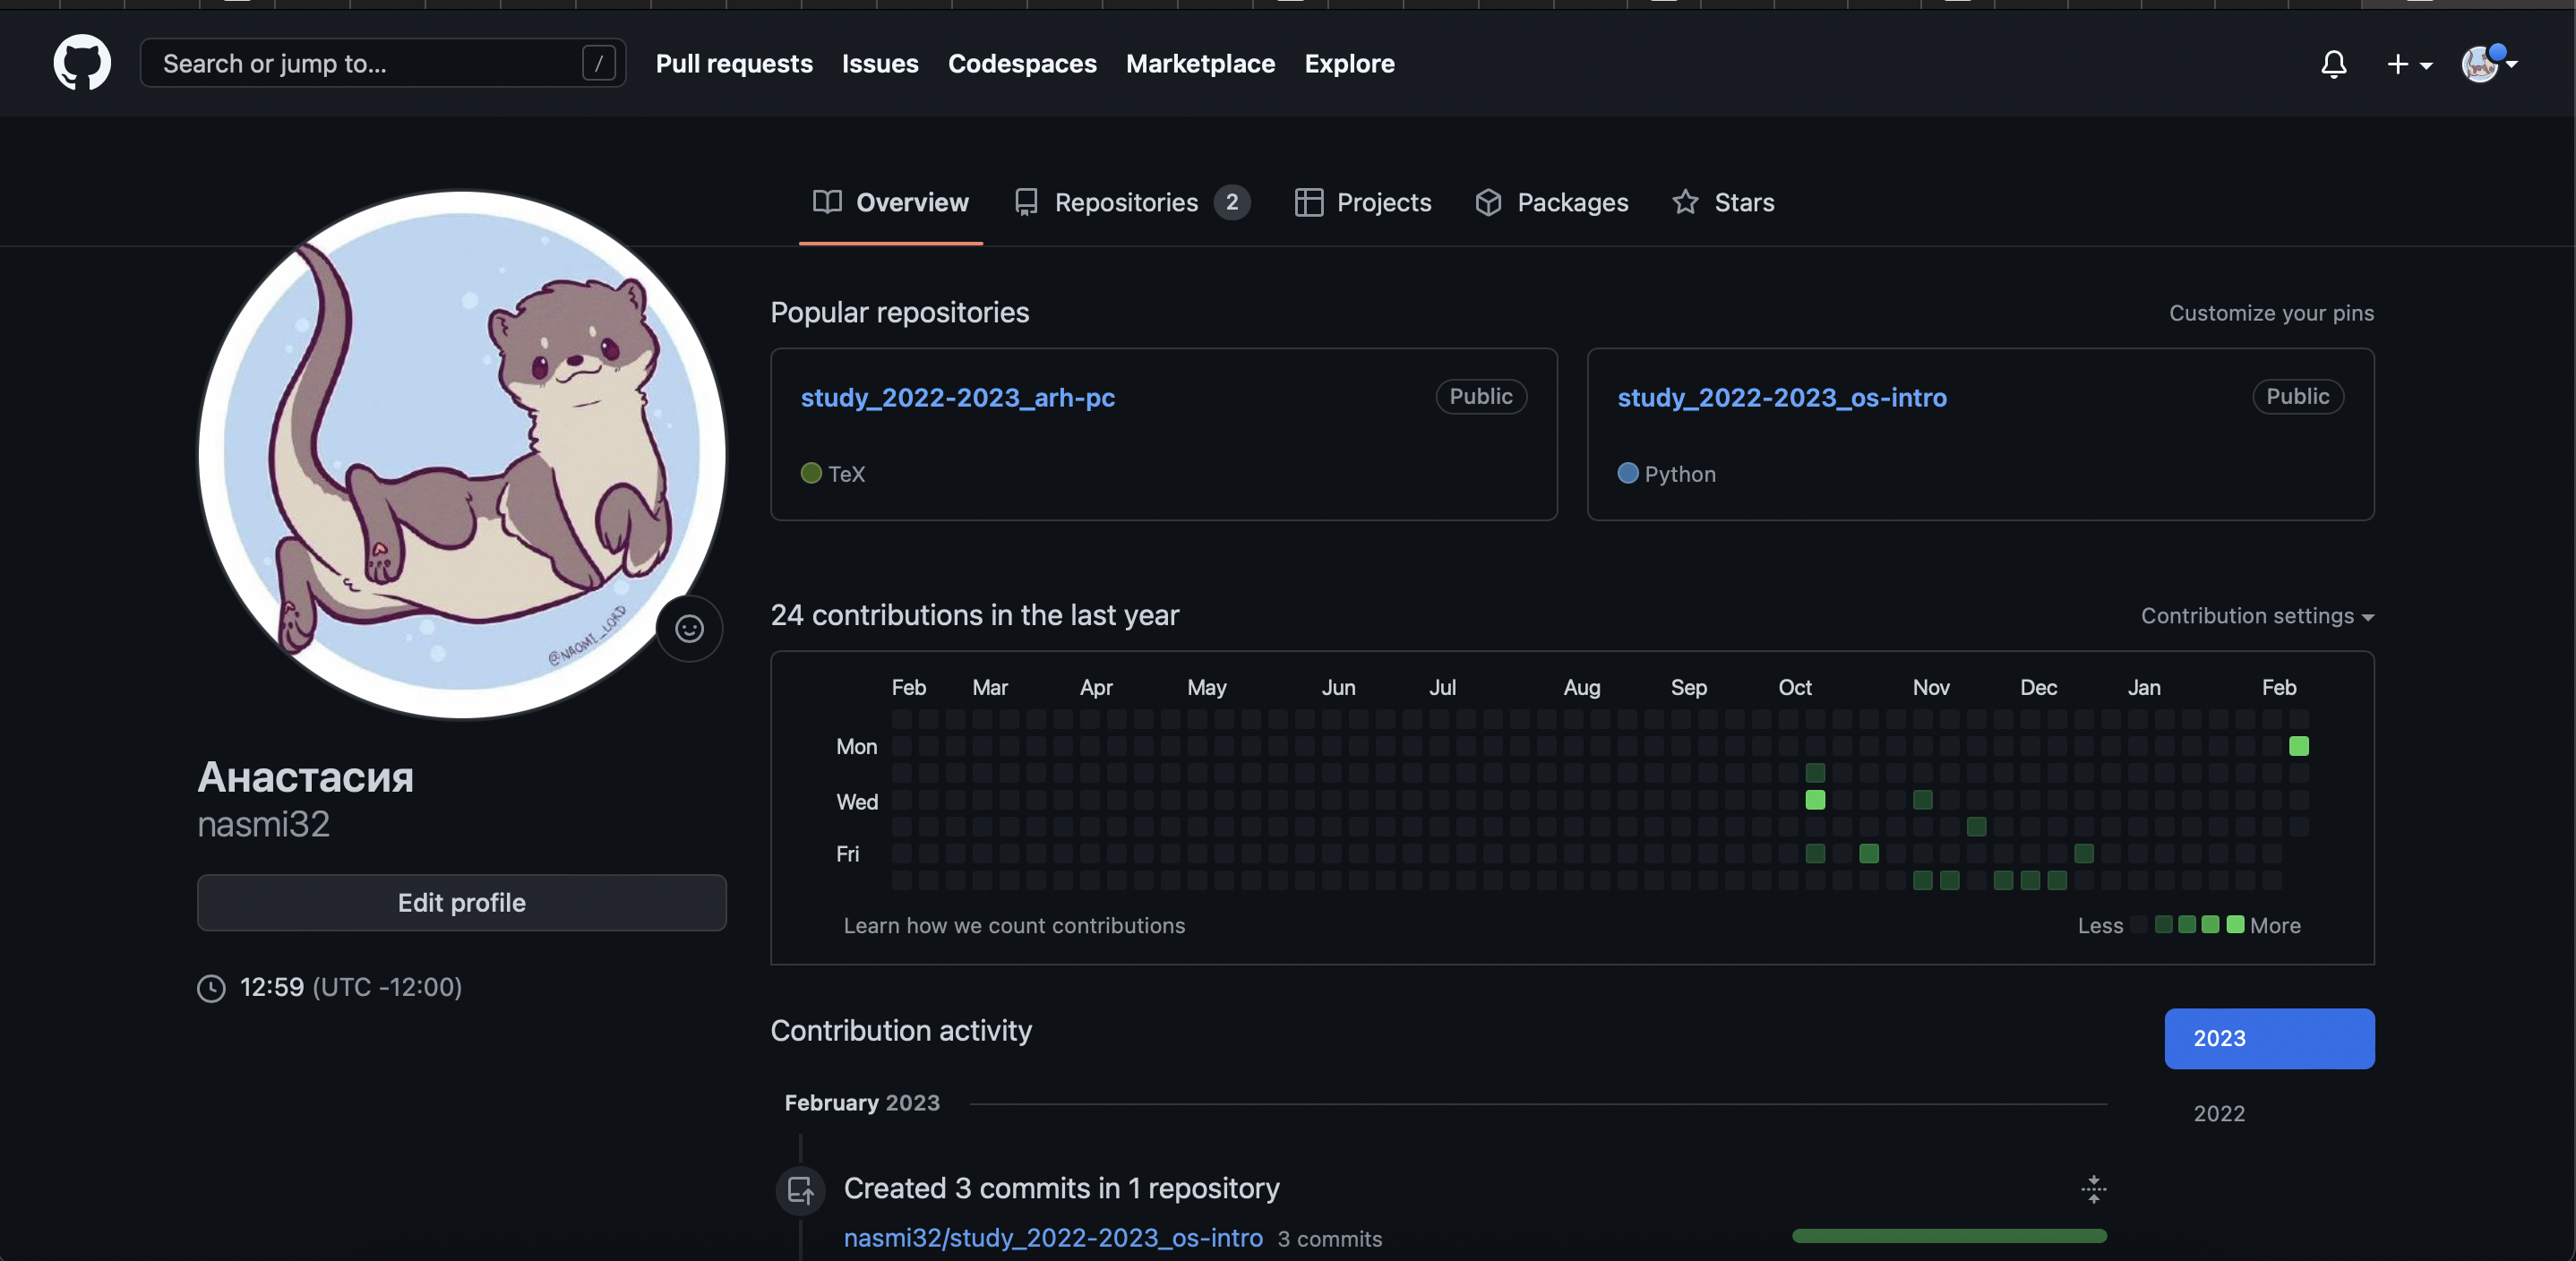 Search or jump to... /
Pull requests Issues Codespaces Marketplace Explore
Overview Repositories 2 Projects Packages Stars
@NAOMI_LORD
Анастасия
nasmi32
Edit profile
12:59 (UTC -12:00)
Popular repositories
Customize your pins
study_2022-2023_arh-pc Public
TeX
study_2022-2023_os-intro Public
Python
24 contributions in the last year
Contribution settings
Feb Mar Apr May Jun Jul Aug Sep Oct Nov Dec Jan Feb
Mon
Wed
Fri
Learn how we count contributions
Less More
Contribution activity
2023
2022
February 2023
Created 3 commits in 1 repository
nasmi32/study_2022-2023_os-intro 3 commits